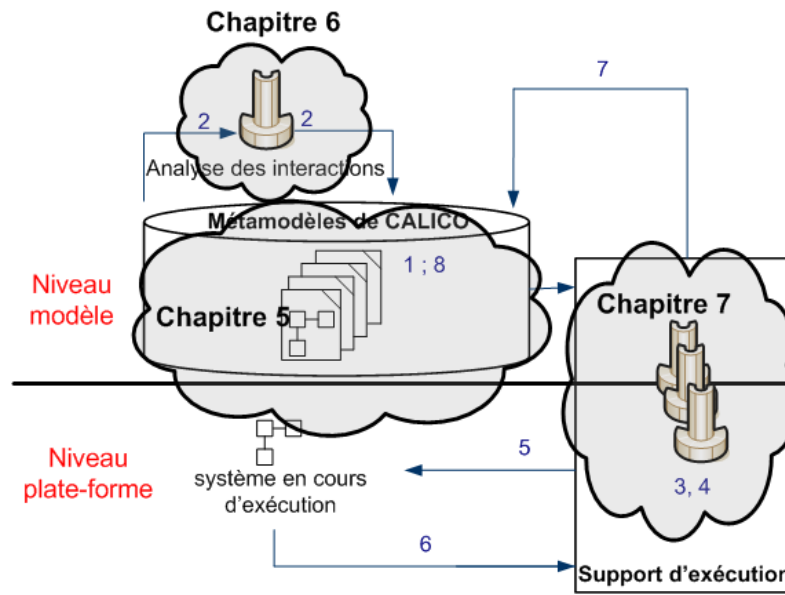 Chapitre 6
7
2
2
Analyse des interactions
Métamodèles de CALICO
1 ; 8
Niveau
modèle
Chapitre 5
Chapitre 7
Niveau
plate-forme
système en cours
d'exécution
5
3, 4
6
Support d'exécution